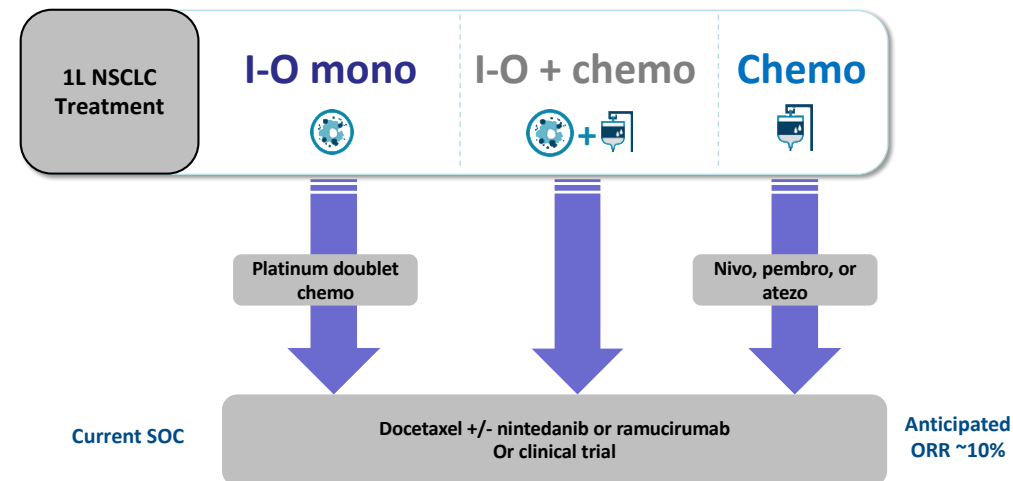 1L NSCLC
Treatment
I-O mono
I-O + chemo
Chemo
+
Platinum doublet
chemo
Nivo, pembro, or
atezo
Current SOC
Docetaxel +/- nintedanib or ramucirumab
Or clinical trial
Anticipated
ORR ~10%